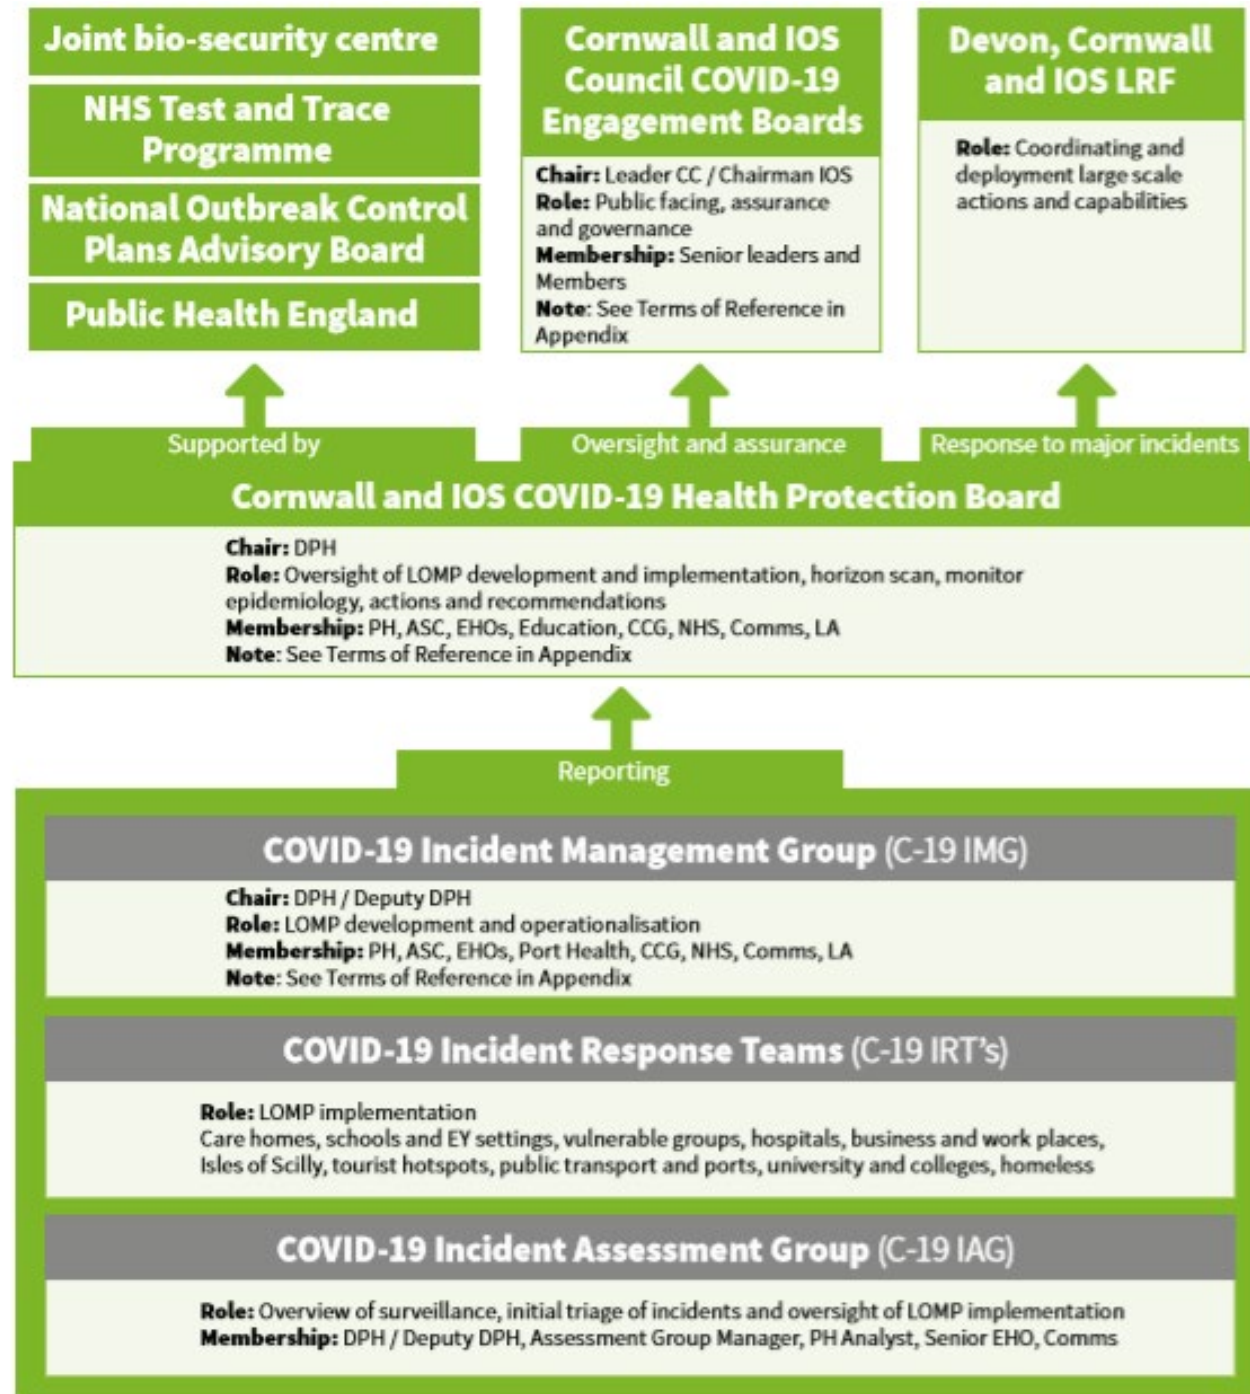 Joint bio-security centre
NHS Test and Trace
Programme
National Outbreak Control
Plans Advisory Board
Public Health England
Cornwall and IOS
Council COVID-19
Engagement Boards
Chair: Leader CC / Chairman IOS
Role: Public facing, assurance
and governance
Membership: Senior leaders and
Members
Note: See Terms of Reference in
Appendix
Devon, Cornwall
and IOS LRF
Role: Coordinating and
deployment large scale
actions and capabilities
Supported by
Oversight and assurance
Response to major incidents
Cornwall and IOS COVID-19 Health Protection Board
Chair: DPH
Role: Oversight of LOMP development and implementation, horizon scan, monitor
epidemiology, actions and recommendations
Membership: PH, ASC, EHOs, Education, CCG, NHS, Comms, LA
Note: See Terms of Reference in Appendix
Reporting
COVID-19 Incident Management Group (C-19 IMG)
Chair: DPH / Deputy DPH
Role: LOMP development and operationalisation
Membership: PH, ASC, EHOs, Port Health, CCG, NHS, Comms, LA
Note: See Terms of Reference in Appendix
COVID-19 Incident Response Teams (C-19 IRT's)
Role: LOMP implementation
Care homes, schools and EY settings, vulnerable groups, hospitals, business and work places,
Isles of Scilly, tourist hotspots, public transport and ports, university and colleges, homeless
COVID-19 Incident Assessment Group (C-19 IAG)
Role: Overview of surveillance, initial triage of incidents and oversight of LOMP implementation
Membership: DPH / Deputy DPH, Assessment Group Manager, PH Analyst, Senior EHO, Comms